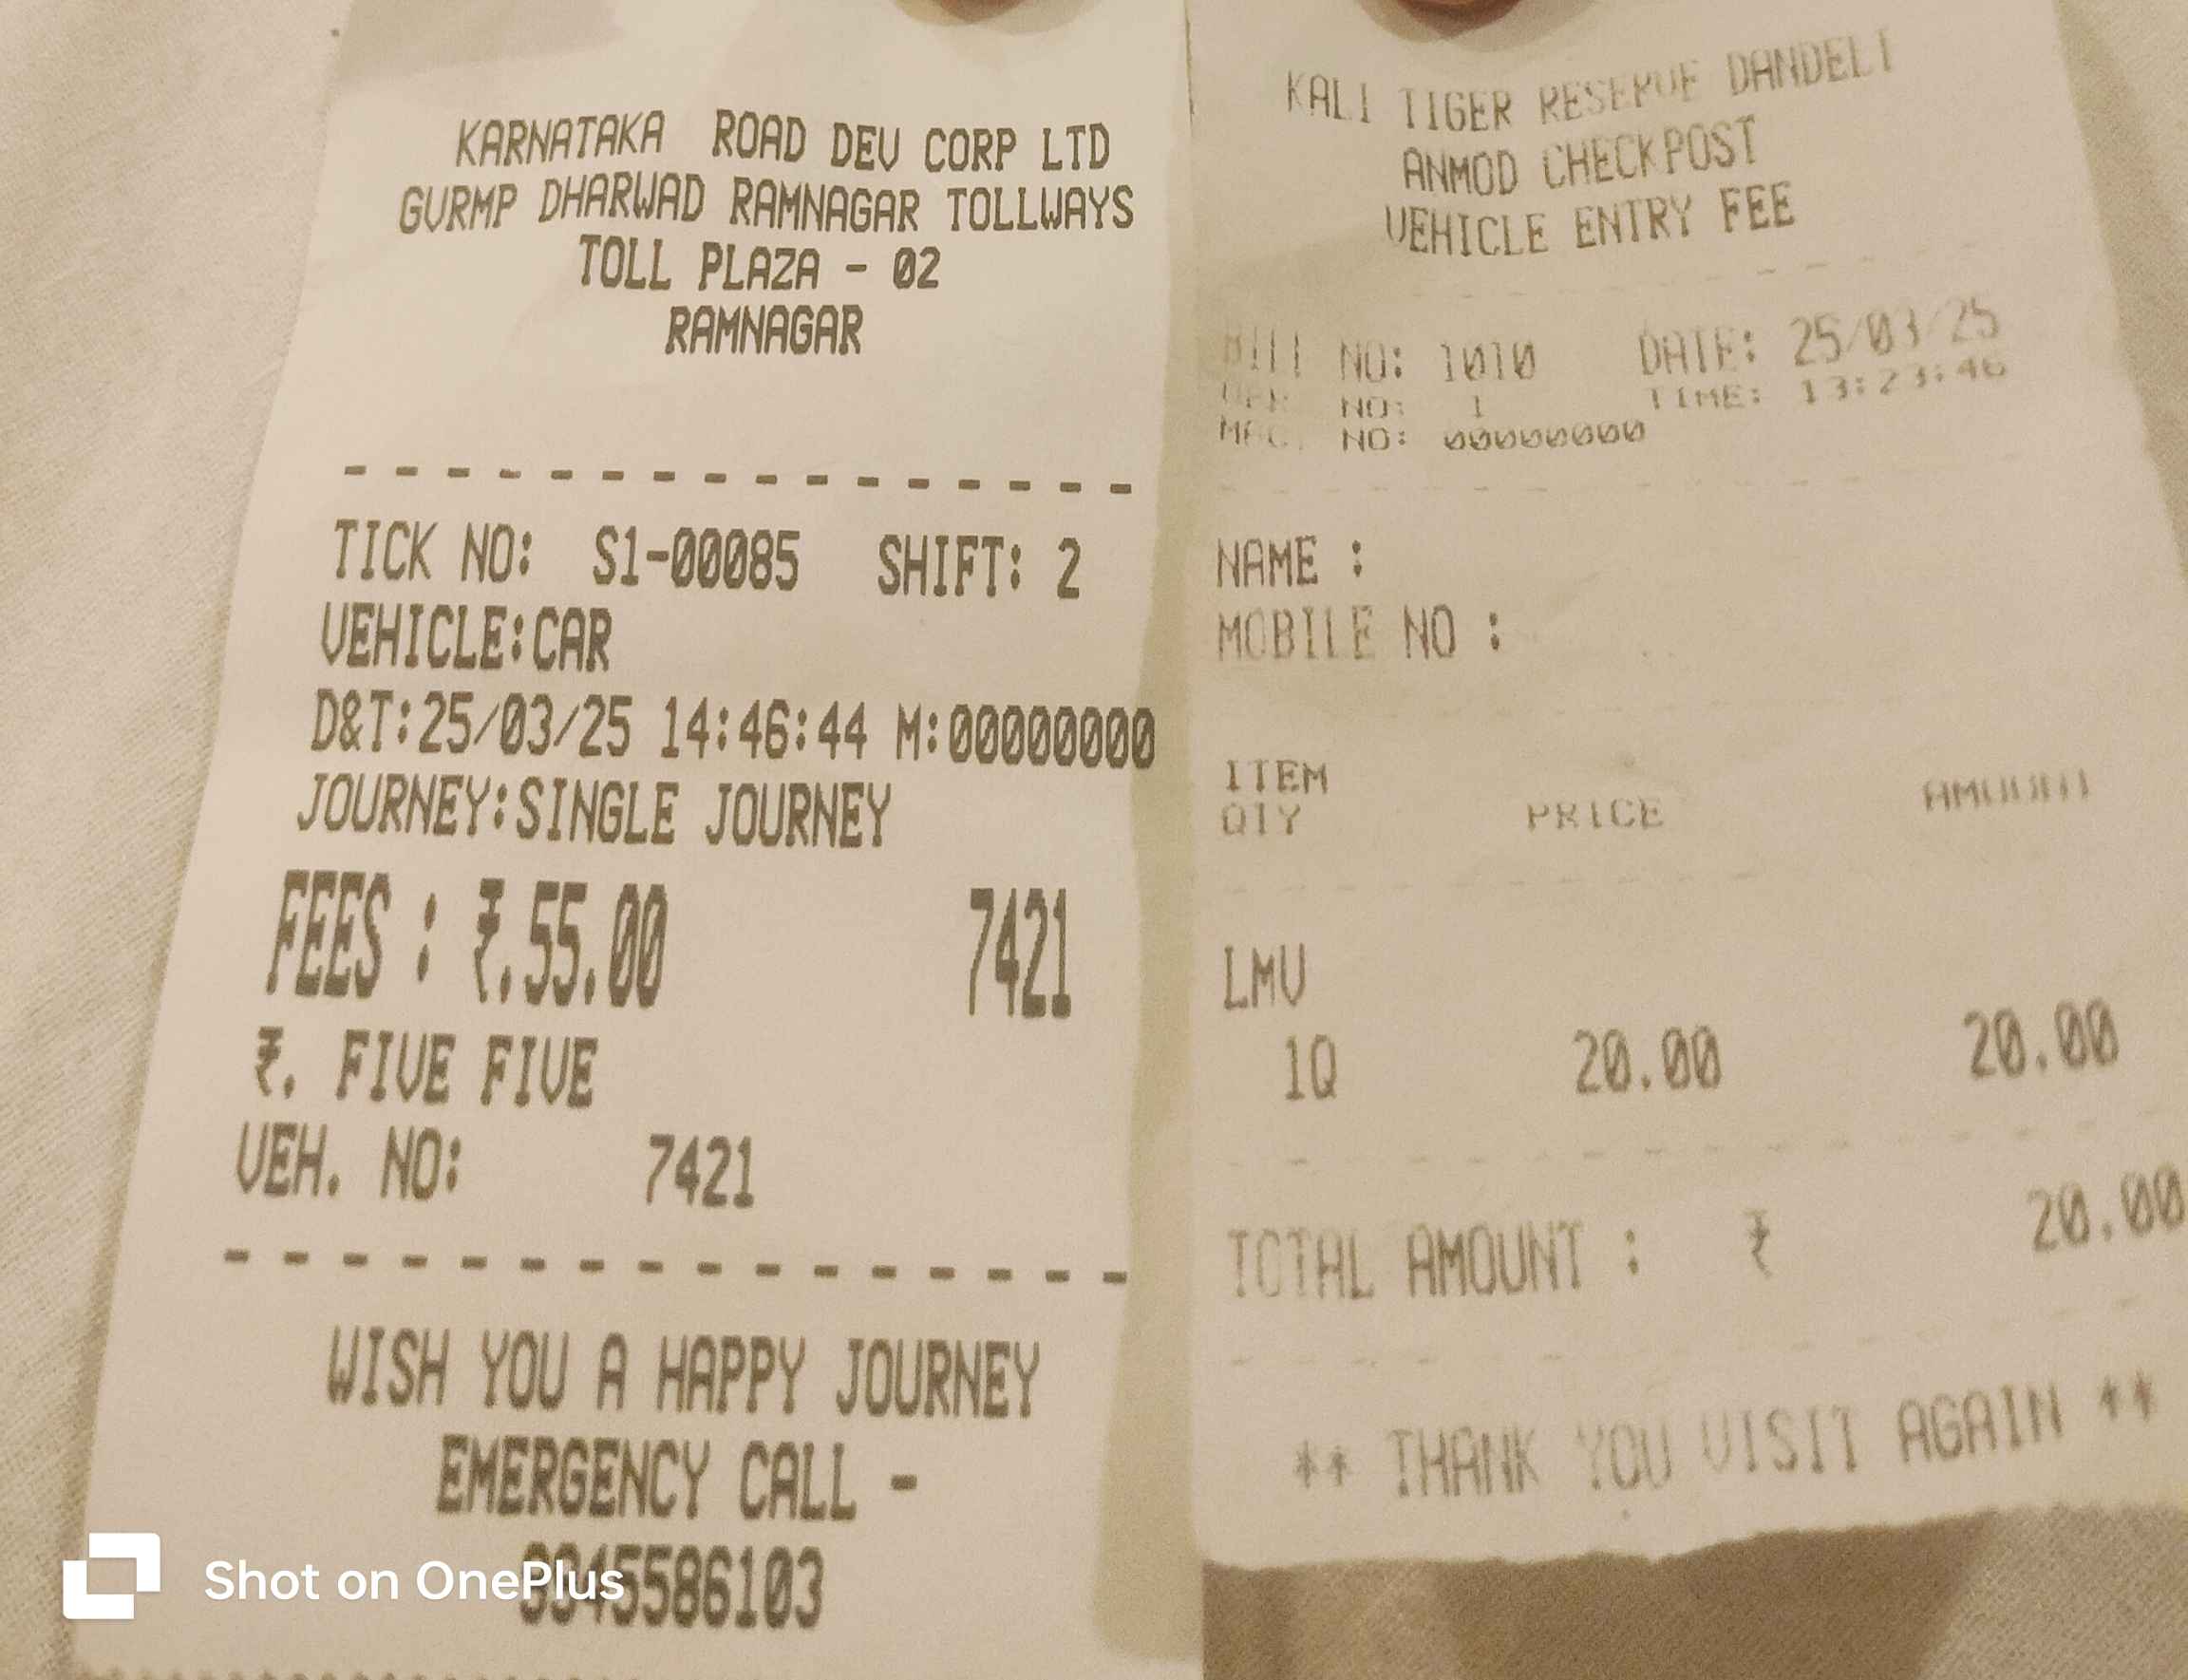 KARNATAKA ROAD DEV CORP LTD
GVRMP DHARWAD RAMNAGAR TOLLWAYS
TOLL PLAZA - 02
RAMNAGAR
TICK NO: S1-00085 SHIFT: 2
VEHICLE:CAR
D&T:25/03/25 14:46:44 M:00000000
JOURNEY:SINGLE JOURNEY
FEES : ₹.55.00 7421
₹. FIVE FIVE
VEH. NO: 7421
WISH YOU A HAPPY JOURNEY
EMERGENCY CALL -
KALI TIGER RESERVE DANDELI
ANMOD CHECKPOST
VEHICLE ENTRY FEE
BILL NO: 1010 DATE: 25/03/25
NO: 1 TIME: 13:23:46
NO: 00000000
NAME :
MOBILE NO :
ITEM
QTY PRICE AMOUNT
LMV
1Q 20.00 20.00
TOTAL AMOUNT : ₹ 20.00
** THANK YOU VISIT AGAIN **
Shot on OnePlus